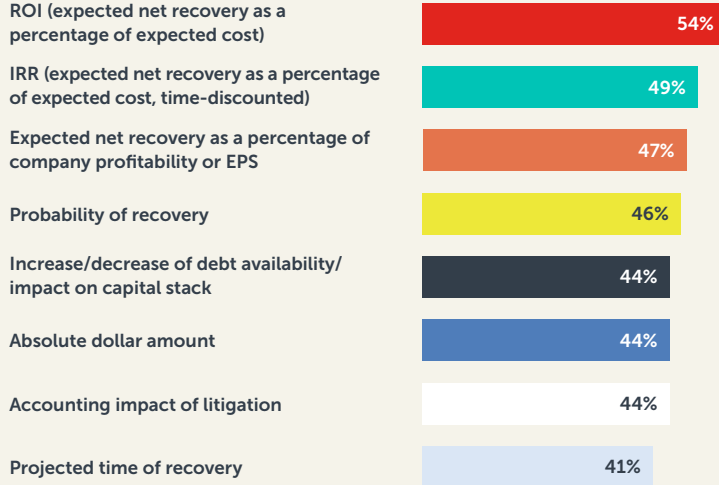 ROI (expected net recovery as a
percentage of expected cost)
54%
IRR (expected net recovery as a percentage
of expected cost, time-discounted)
49%
Expected net recovery as a percentage of
company profitability or EPS
47%
Probability of recovery
46%
Increase/decrease of debt availability/
impact on capital stack
44%
Absolute dollar amount
44%
Accounting impact of litigation
44%
Projected time of recovery
41%